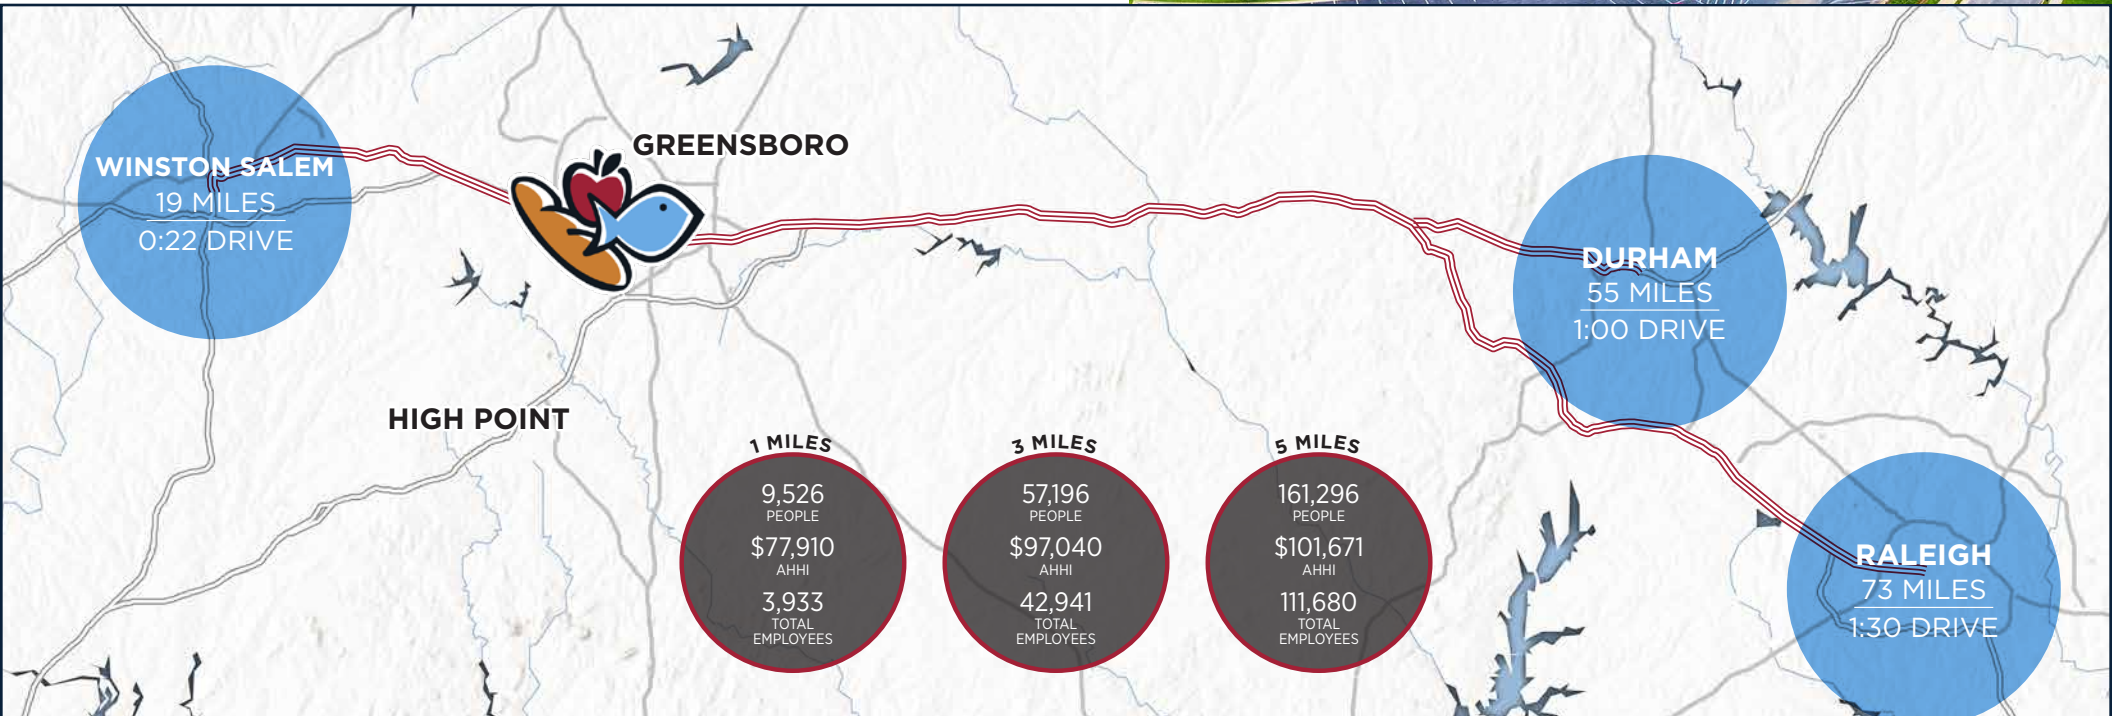 GREENSBORO
WINSTON SALEM
19 MILES
0:22 DRIVE
DURHAM
55 MILES
1:00 DRIVE
HIGH POINT
1 MILES
9,526
PEOPLE
$77,910
AHHI
3,933
TOTAL
EMPLOYEES
3 MILES
57,196
PEOPLE
$97,040
AHHI
42,941
TOTAL
EMPLOYEES
5 MILES
161,296
PEOPLE
$101,671
AHHI
111,680
TOTAL
EMPLOYEES
RALEIGH
73 MILES
1:30 DRIVE